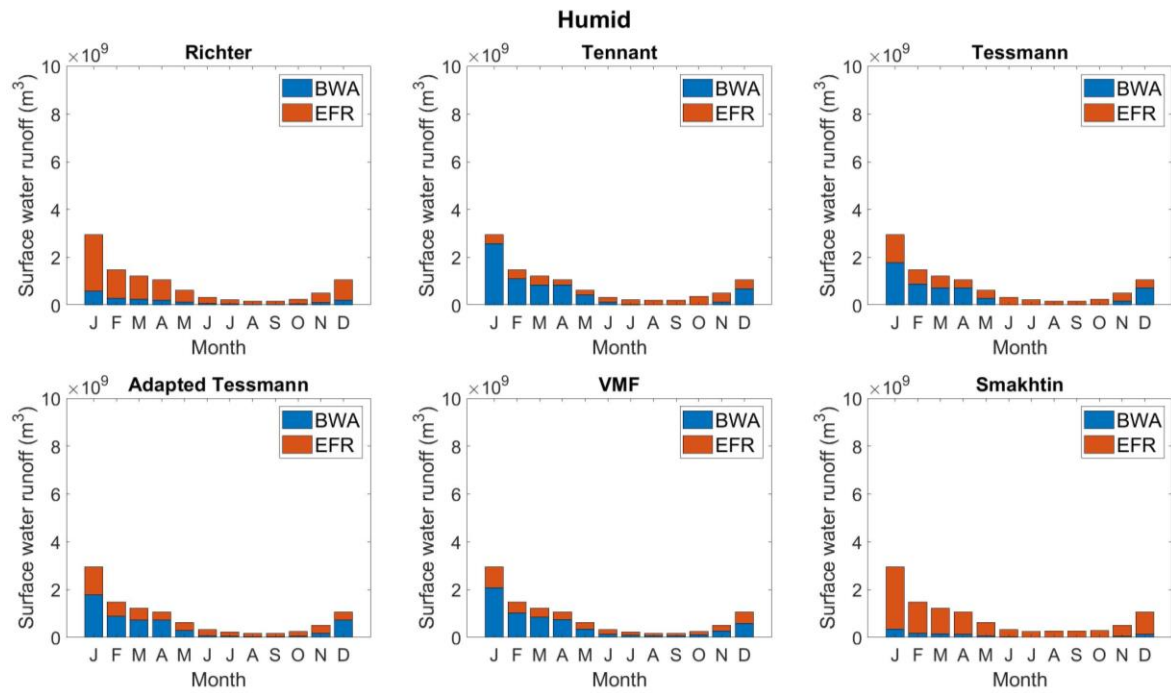 Humid
Richter
×10⁹
10
8
6
4
2
0
Surface water runoff (m³)
BWA
EFR
J F M A M J J A S O N D
Month
Tennant
×10⁹
10
8
6
4
2
0
Surface water runoff (m³)
BWA
EFR
J F M A M J J A S O N D
Month
Tessmann
×10⁹
10
8
6
4
2
0
Surface water runoff (m³)
BWA
EFR
J F M A M J J A S O N D
Month
Adapted Tessmann
×10⁹
10
8
6
4
2
0
Surface water runoff (m³)
BWA
EFR
J F M A M J J A S O N D
Month
VMF
×10⁹
10
8
6
4
2
0
Surface water runoff (m³)
BWA
EFR
J F M A M J J A S O N D
Month
Smakhtin
×10⁹
10
8
6
4
2
0
Surface water runoff (m³)
BWA
EFR
J F M A M J J A S O N D
Month